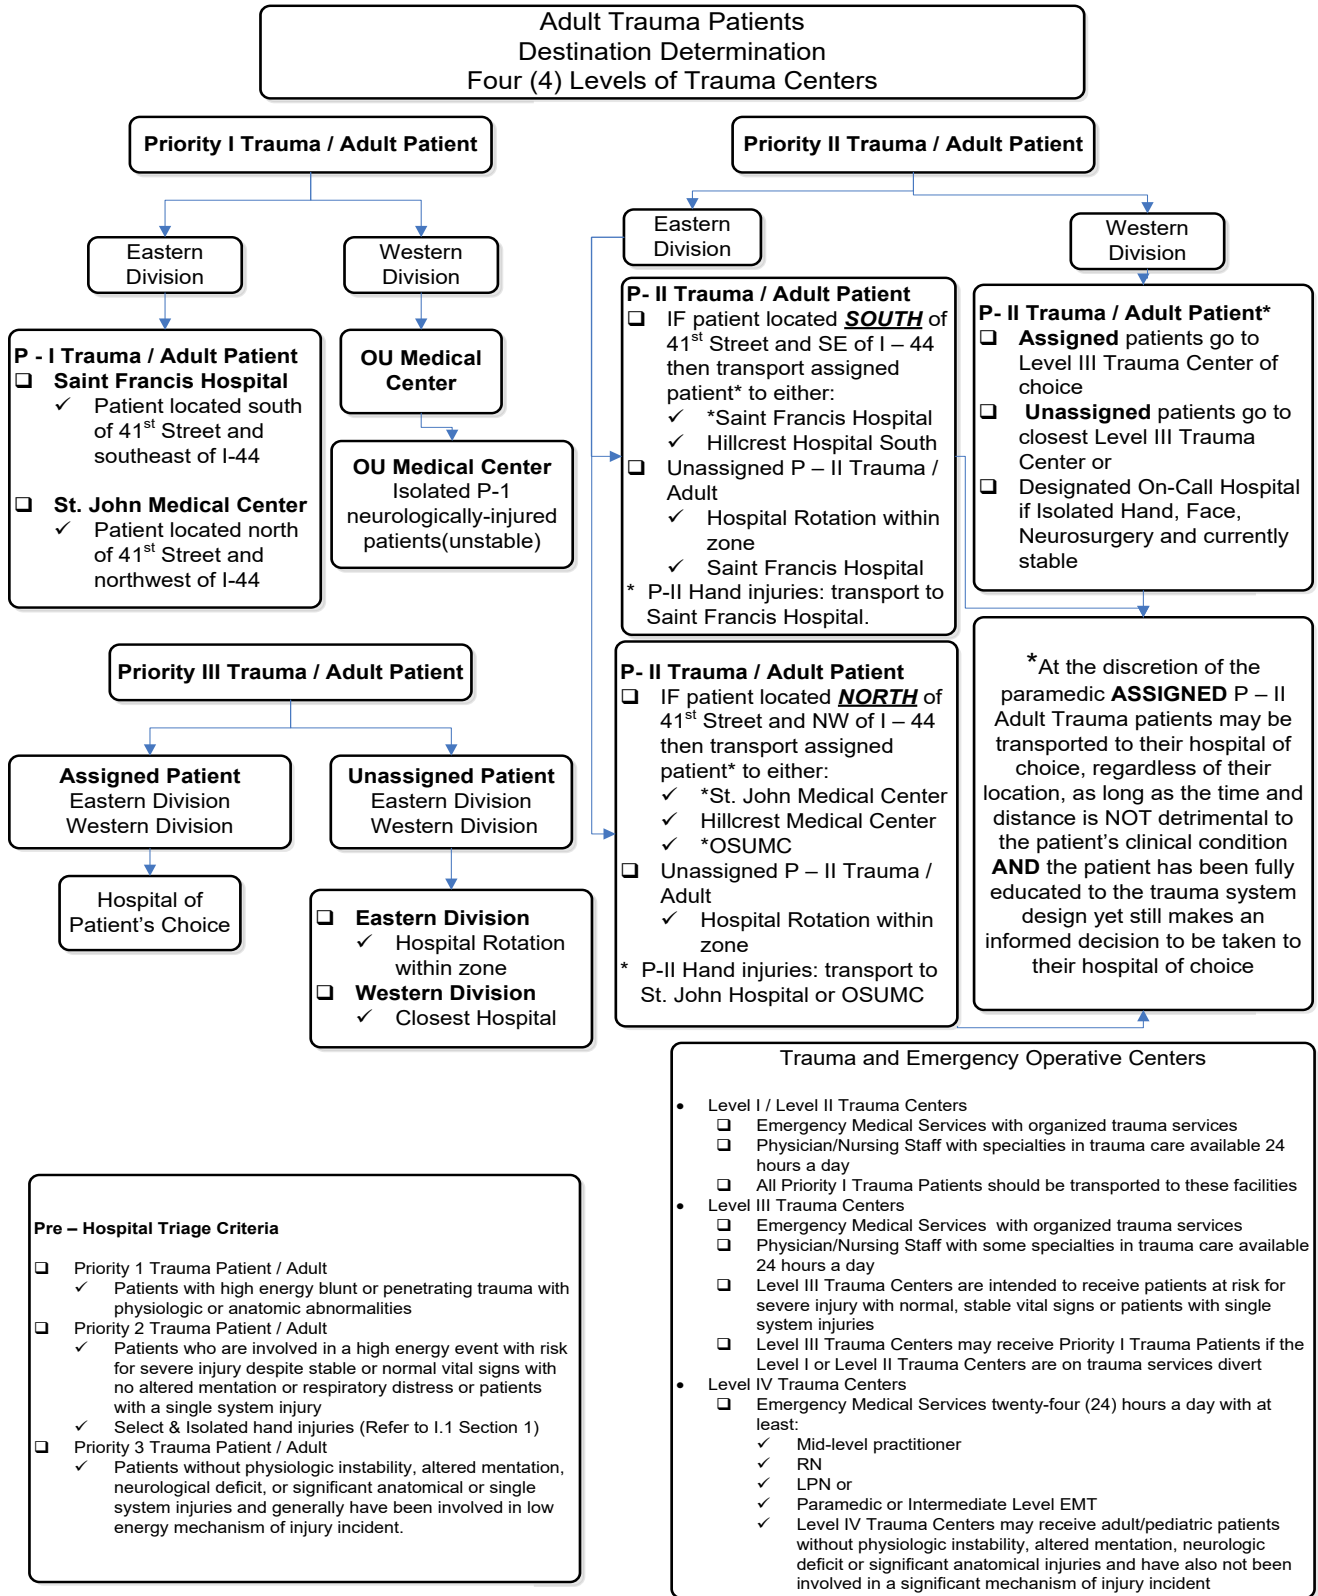 Adult Trauma Patients
Destination Determination
Four (4) Levels of Trauma Centers
Priority I Trauma / Adult Patient
Eastern
Division
Western
Division
P - I Trauma / Adult Patient
❑ Saint Francis Hospital
✓ Patient located south
of 41st Street and
southeast of I-44
❑ St. John Medical Center
✓ Patient located north
of 41st Street and
northwest of I-44
OU Medical
Center
OU Medical Center
Isolated P-1
neurologically-injured
patients(unstable)
Priority II Trauma / Adult Patient
Eastern
Division
Western
Division
P- II Trauma / Adult Patient
❑ IF patient located SOUTH of
41st Street and SE of I – 44
then transport assigned
patient* to either:
✓ *Saint Francis Hospital
✓ Hillcrest Hospital South
❑ Unassigned P – II Trauma /
Adult
✓ Hospital Rotation within
zone
✓ Saint Francis Hospital
* P-II Hand injuries: transport to
Saint Francis Hospital.
P- II Trauma / Adult Patient
❑ IF patient located NORTH of
41st Street and NW of I – 44
then transport assigned
patient* to either:
✓ *St. John Medical Center
✓ Hillcrest Medical Center
✓ *OSUMC
❑ Unassigned P – II Trauma /
Adult
✓ Hospital Rotation within
zone
* P-II Hand injuries: transport to
St. John Hospital or OSUMC
P- II Trauma / Adult Patient*
❑ Assigned patients go to
Level III Trauma Center of
choice
❑ Unassigned patients go to
closest Level III Trauma
Center or
❑ Designated On-Call Hospital
if Isolated Hand, Face,
Neurosurgery and currently
stable
*At the discretion of the
paramedic ASSIGNED P – II
Adult Trauma patients may be
transported to their hospital of
choice, regardless of their
location, as long as the time and
distance is NOT detrimental to
the patient's clinical condition
AND the patient has been fully
educated to the trauma system
design yet still makes an
informed decision to be taken to
their hospital of choice
Priority III Trauma / Adult Patient
Assigned Patient
Eastern Division
Western Division
Hospital of
Patient's Choice
Unassigned Patient
Eastern Division
Western Division
❑ Eastern Division
✓ Hospital Rotation
within zone
❑ Western Division
✓ Closest Hospital
Pre – Hospital Triage Criteria
❑ Priority 1 Trauma Patient / Adult
✓ Patients with high energy blunt or penetrating trauma with
physiologic or anatomic abnormalities
❑ Priority 2 Trauma Patient / Adult
✓ Patients who are involved in a high energy event with risk
for severe injury despite stable or normal vital signs with
no altered mentation or respiratory distress or patients
with a single system injury
✓ Select & Isolated hand injuries (Refer to I.1 Section 1)
❑ Priority 3 Trauma Patient / Adult
✓ Patients without physiologic instability, altered mentation,
neurological deficit, or significant anatomical or single
system injuries and generally have been involved in low
energy mechanism of injury incident.
Trauma and Emergency Operative Centers
• Level I / Level II Trauma Centers
❑ Emergency Medical Services with organized trauma services
❑ Physician/Nursing Staff with specialties in trauma care available 24
hours a day
❑ All Priority I Trauma Patients should be transported to these facilities
• Level III Trauma Centers
❑ Emergency Medical Services with organized trauma services
❑ Physician/Nursing Staff with some specialties in trauma care available
24 hours a day
❑ Level III Trauma Centers are intended to receive patients at risk for
severe injury with normal, stable vital signs or patients with single
system injuries
❑ Level III Trauma Centers may receive Priority I Trauma Patients if the
Level I or Level II Trauma Centers are on trauma services divert
• Level IV Trauma Centers
❑ Emergency Medical Services twenty-four (24) hours a day with at
least:
✓ Mid-level practitioner
✓ RN
✓ LPN or
✓ Paramedic or Intermediate Level EMT
✓ Level IV Trauma Centers may receive adult/pediatric patients
without physiologic instability, altered mentation, neurologic
deficit or significant anatomical injuries and have also not been
involved in a significant mechanism of injury incident